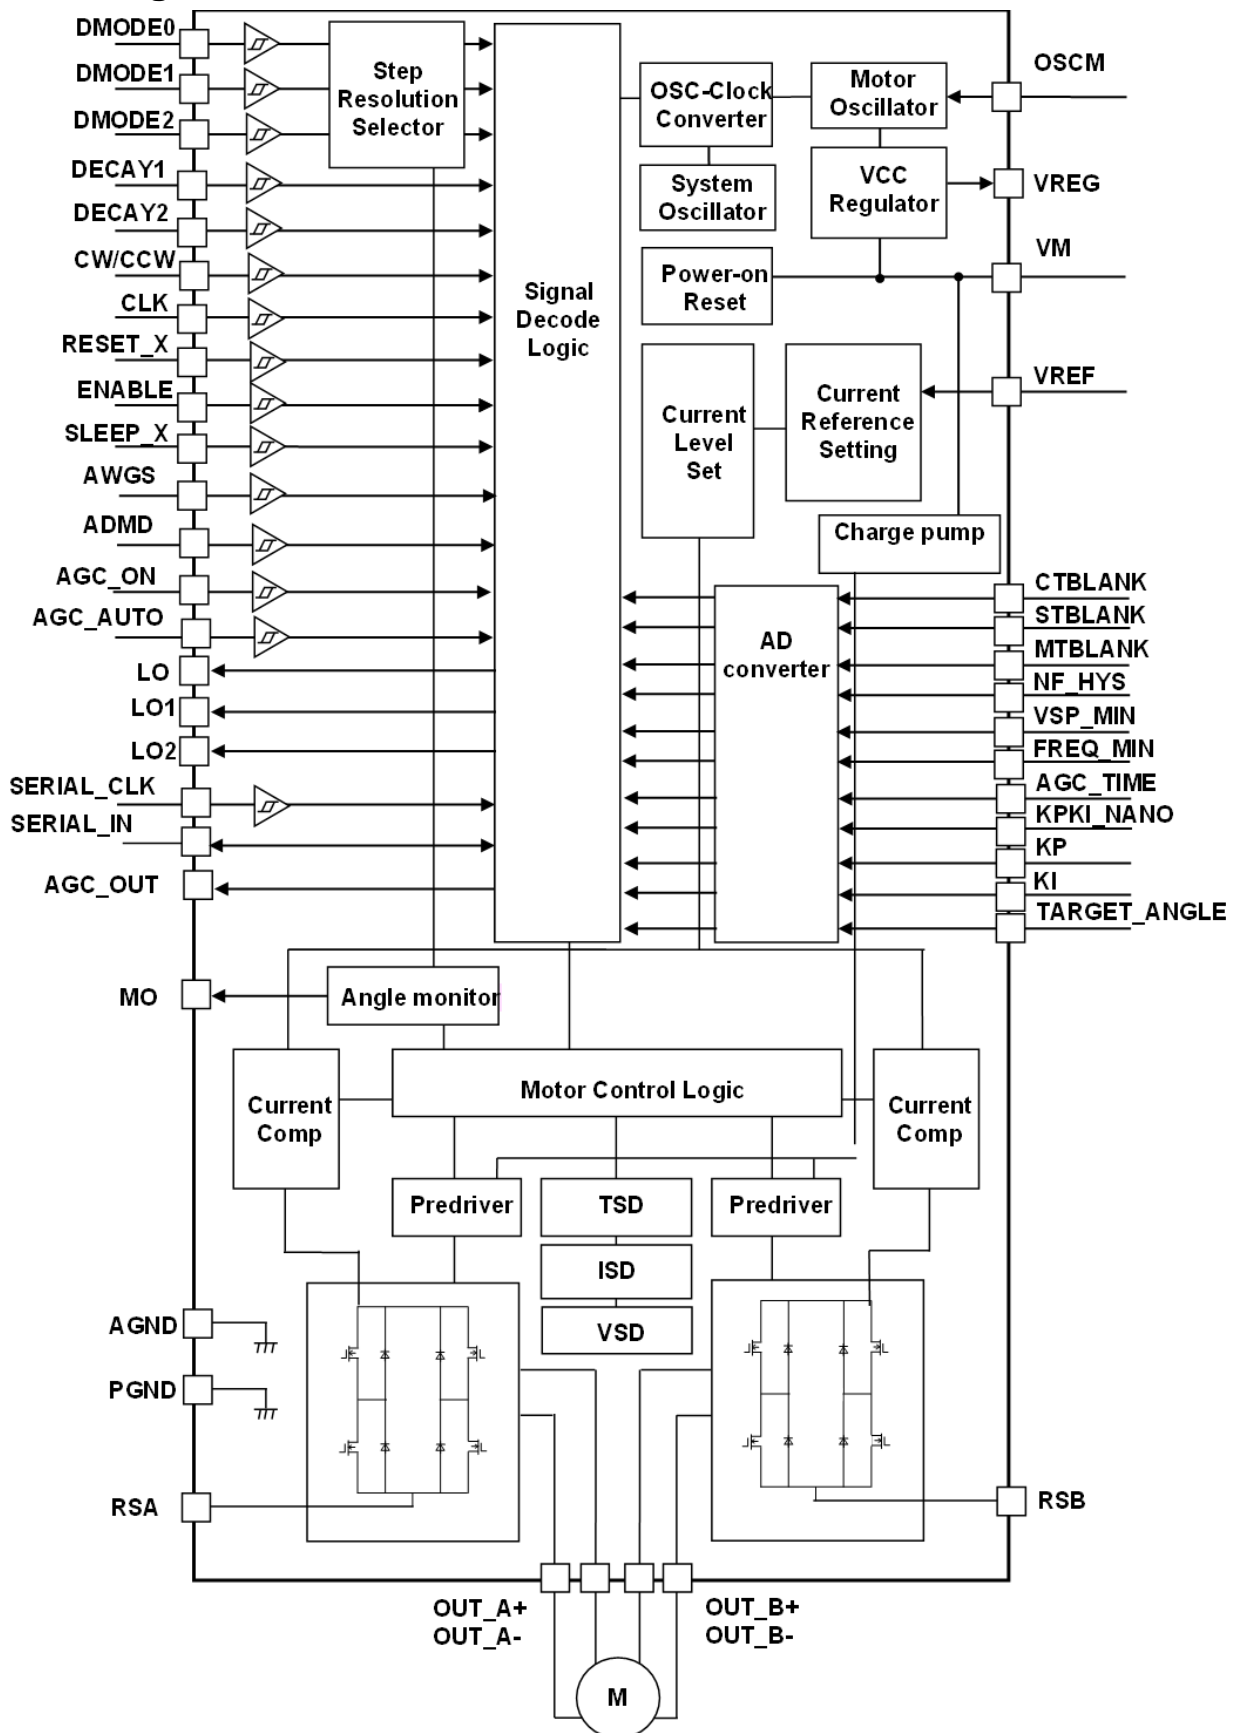 DMODE0
DMODE1
DMODE2
DECAY1
DECAY2
CW/CCW
CLK
RESET_X
ENABLE
SLEEP_X
AWGS
ADMD
AGC_ON
AGC_AUTO
LO
LO1
LO2
SERIAL_CLK
SERIAL_IN
AGC_OUT
MO
AGND
PGND
RSA
Step
Resolution
Selector
Signal
Decode
Logic
OSC-Clock
Converter
System
Oscillator
Motor
Oscillator
VCC
Regulator
Power-on
Reset
Current
Level
Set
Current
Reference
Setting
Charge pump
AD
converter
OSCM
VREG
VM
VREF
CTBLANK
STBLANK
MTBLANK
NF_HYS
VSP_MIN
FREQ_MIN
AGC_TIME
KPKI_NANO
KP
KI
TARGET_ANGLE
Angle monitor
Motor Control Logic
Current
Comp
Current
Comp
Predriver
TSD
Predriver
ISD
VSD
RSB
OUT_A+
OUT_A-
OUT_B+
OUT_B-
M